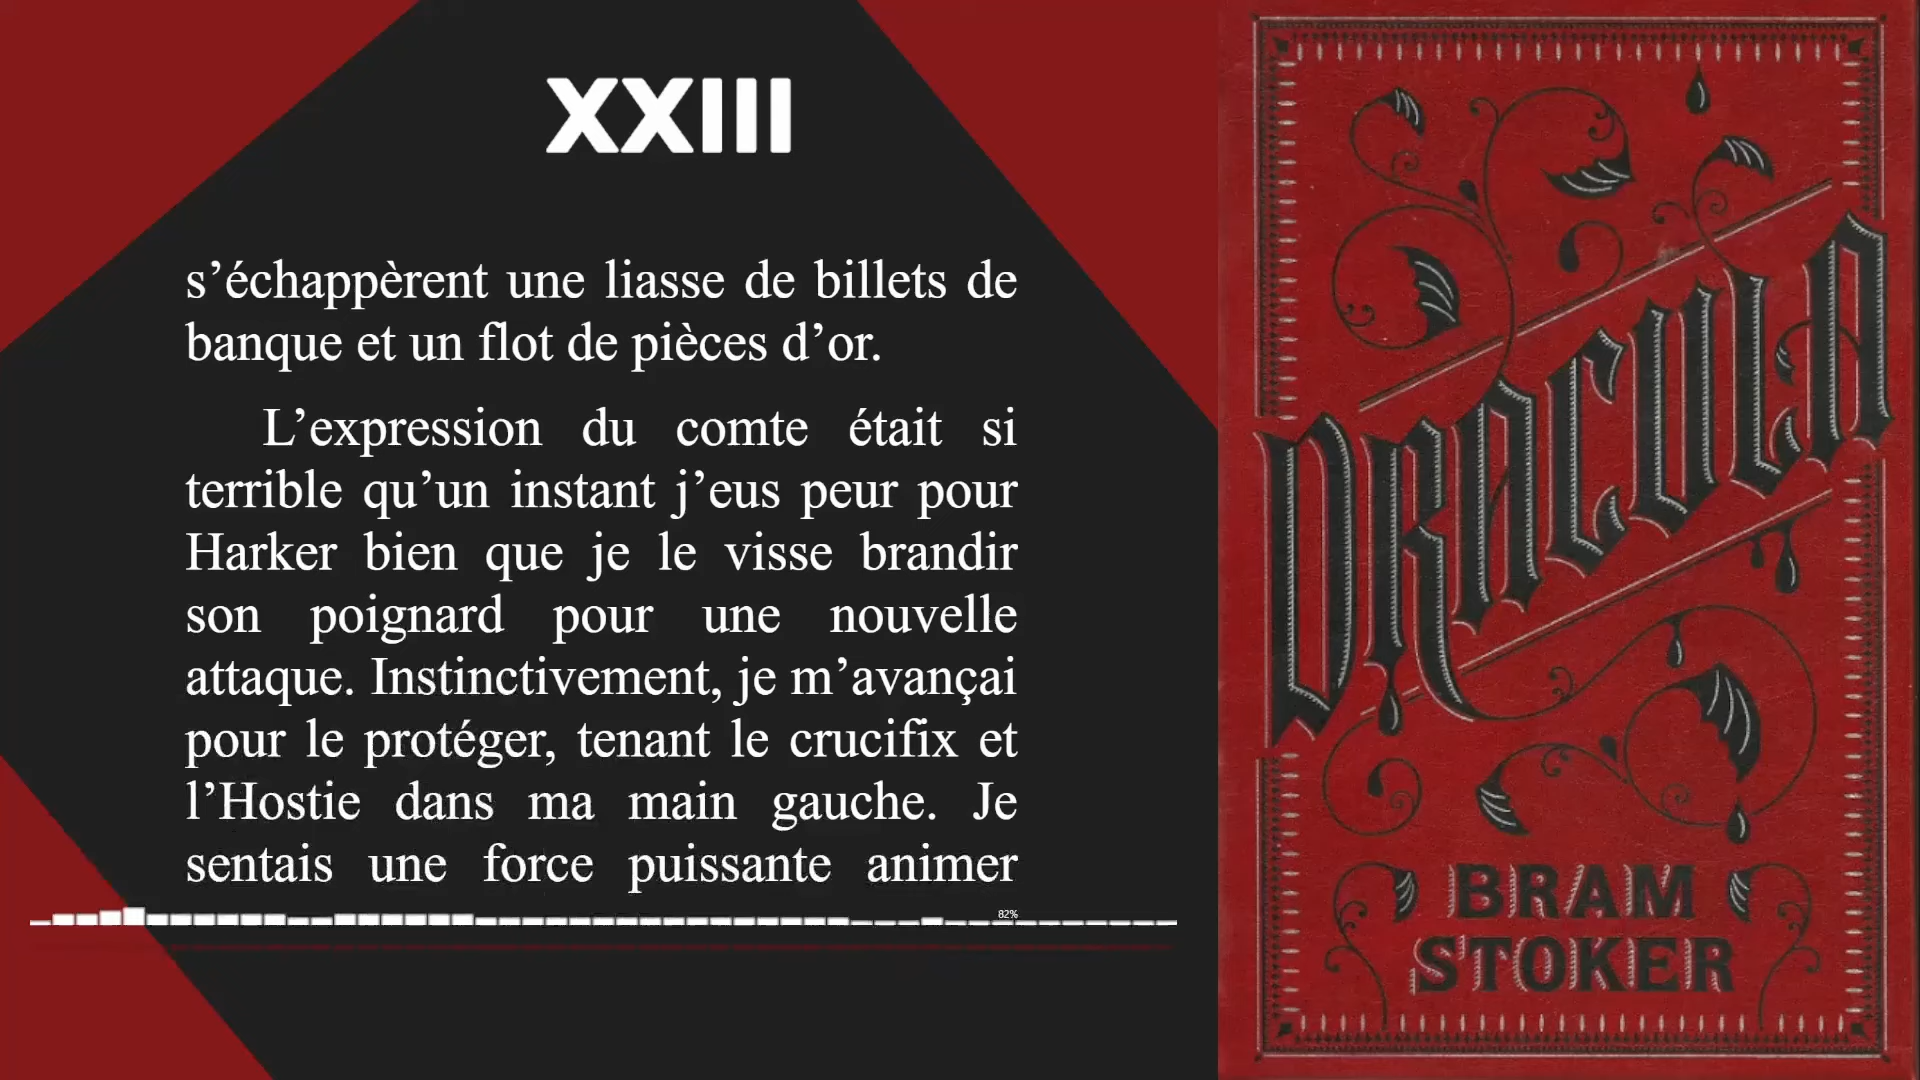 XXIII
s’échappèrent une liasse de billets de
banque et un flot de pièces d’or.
L’expression du comte était si
terrible qu’un instant j’eus peur pour
Harker bien que je le visse brandir
son poignard pour une nouvelle
attaque. Instinctivement, je m’avançai
pour le protéger, tenant le crucifix et
l’Hostie dans ma main gauche. Je
sentais une force puissante animer
82%
DRACULA
BRAM
STOKER